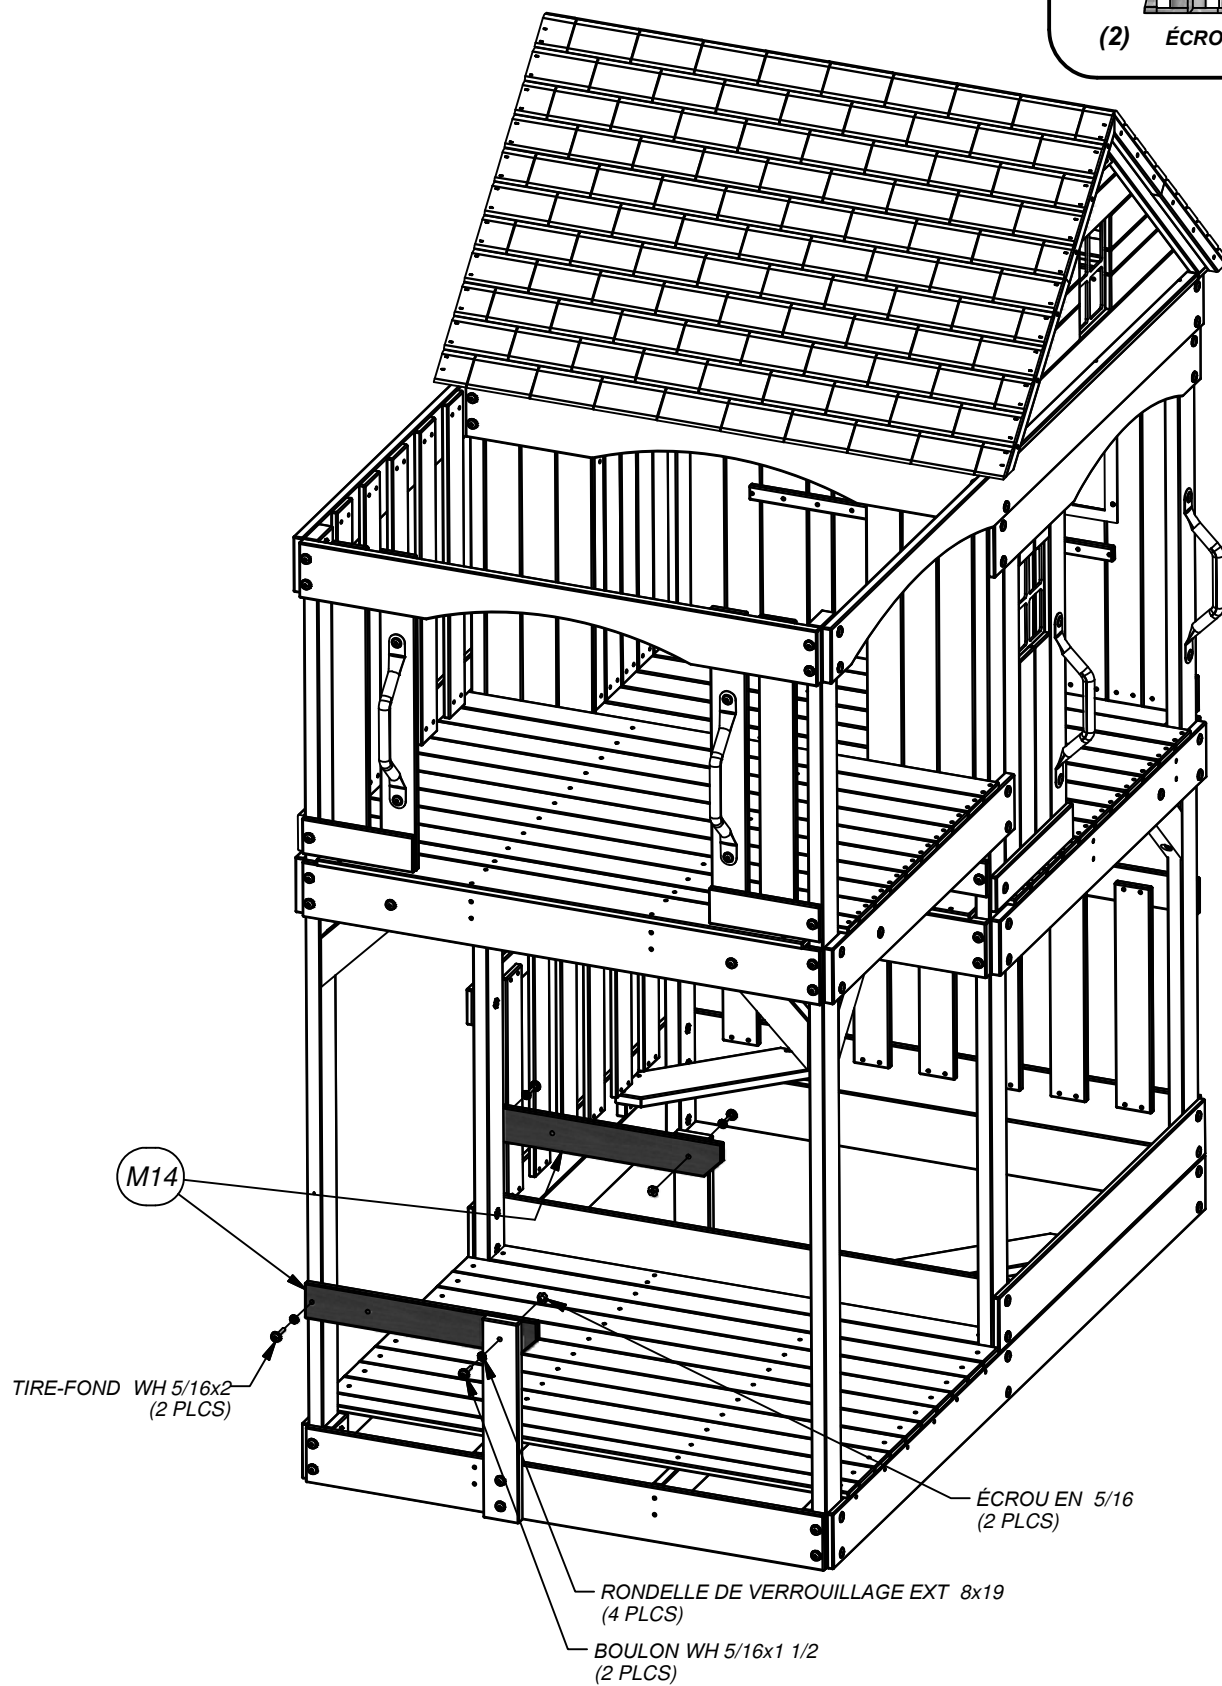 (2) ÉCRO
M14
TIRE-FOND WH 5/16x2
(2 PLCS)
ÉCROU EN 5/16
(2 PLCS)
RONDELLE DE VERROUILLAGE EXT 8x19
(4 PLCS)
BOULON WH 5/16x1 1/2
(2 PLCS)